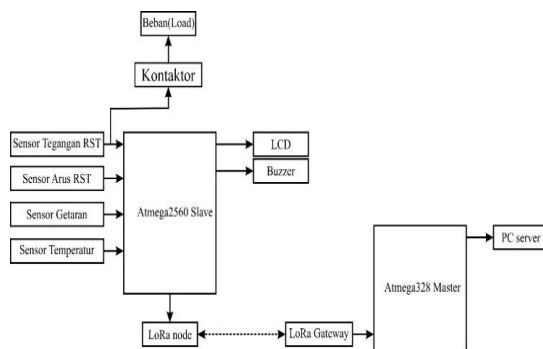 Beban(Load)
Kontaktor
Sensor Tegangan RST
Sensor Arus RST
Sensor Getaran
Sensor Temperatur
Atmega2560 Slave
LCD
Buzzer
LoRa node
LoRa Gateway
Atmega328 Master
PC server